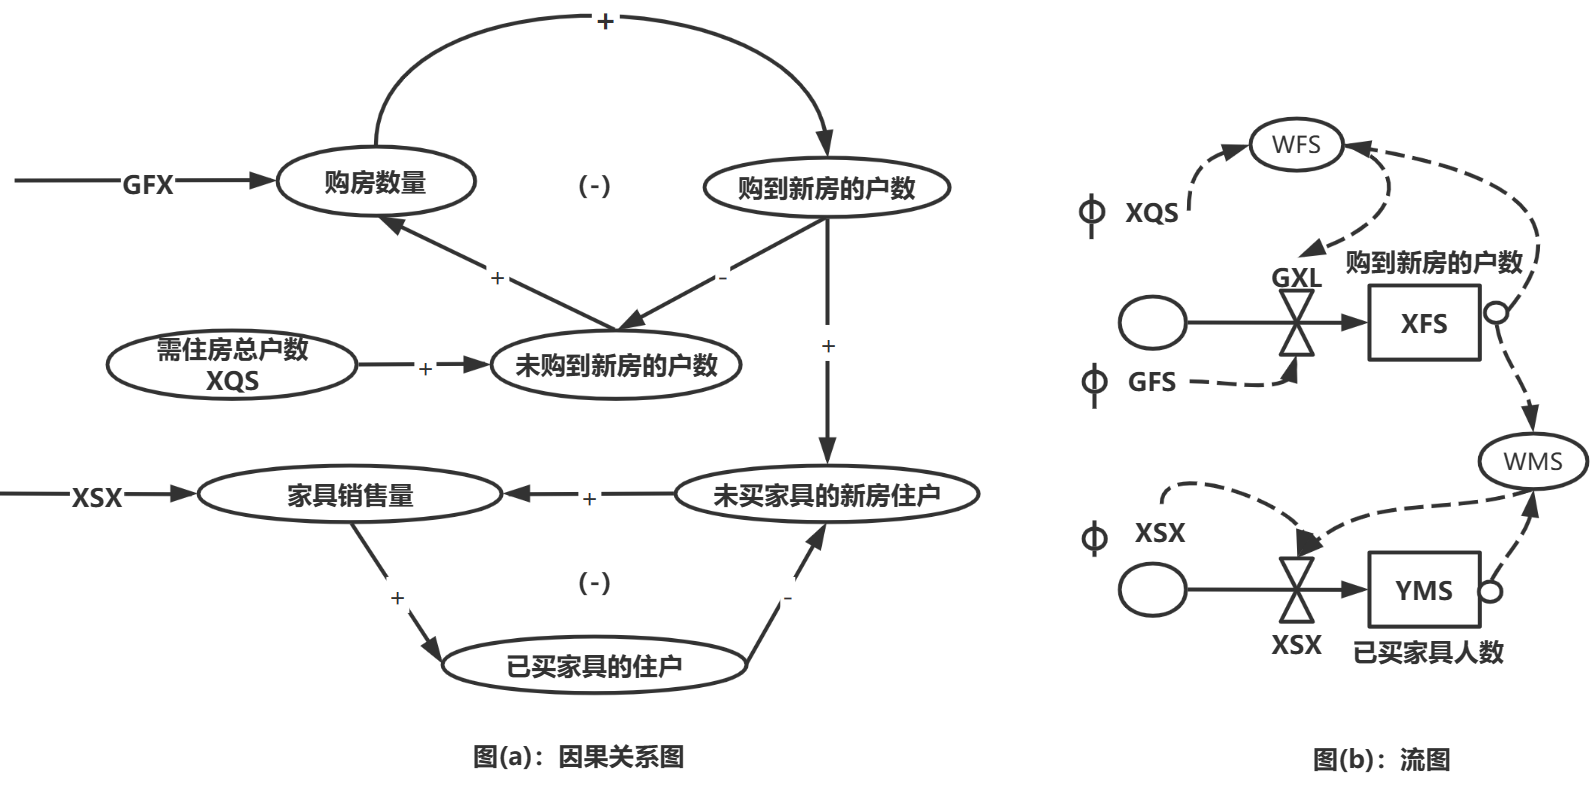 +
GFX
购房数量
(-)
购到新房的户数
+
-
需住房总户数
XQS
+
未购到新房的户数
+
XSX
家具销售量
+
未买家具的新房住户
(-)
+
-
已买家具的住户
图(a)：因果关系图
WFS
Φ XQS
购到新房的户数
GXL
XFS
Φ GFS
WMS
Φ XSX
YMS
XSX
已买家具人数
图(b)：流图